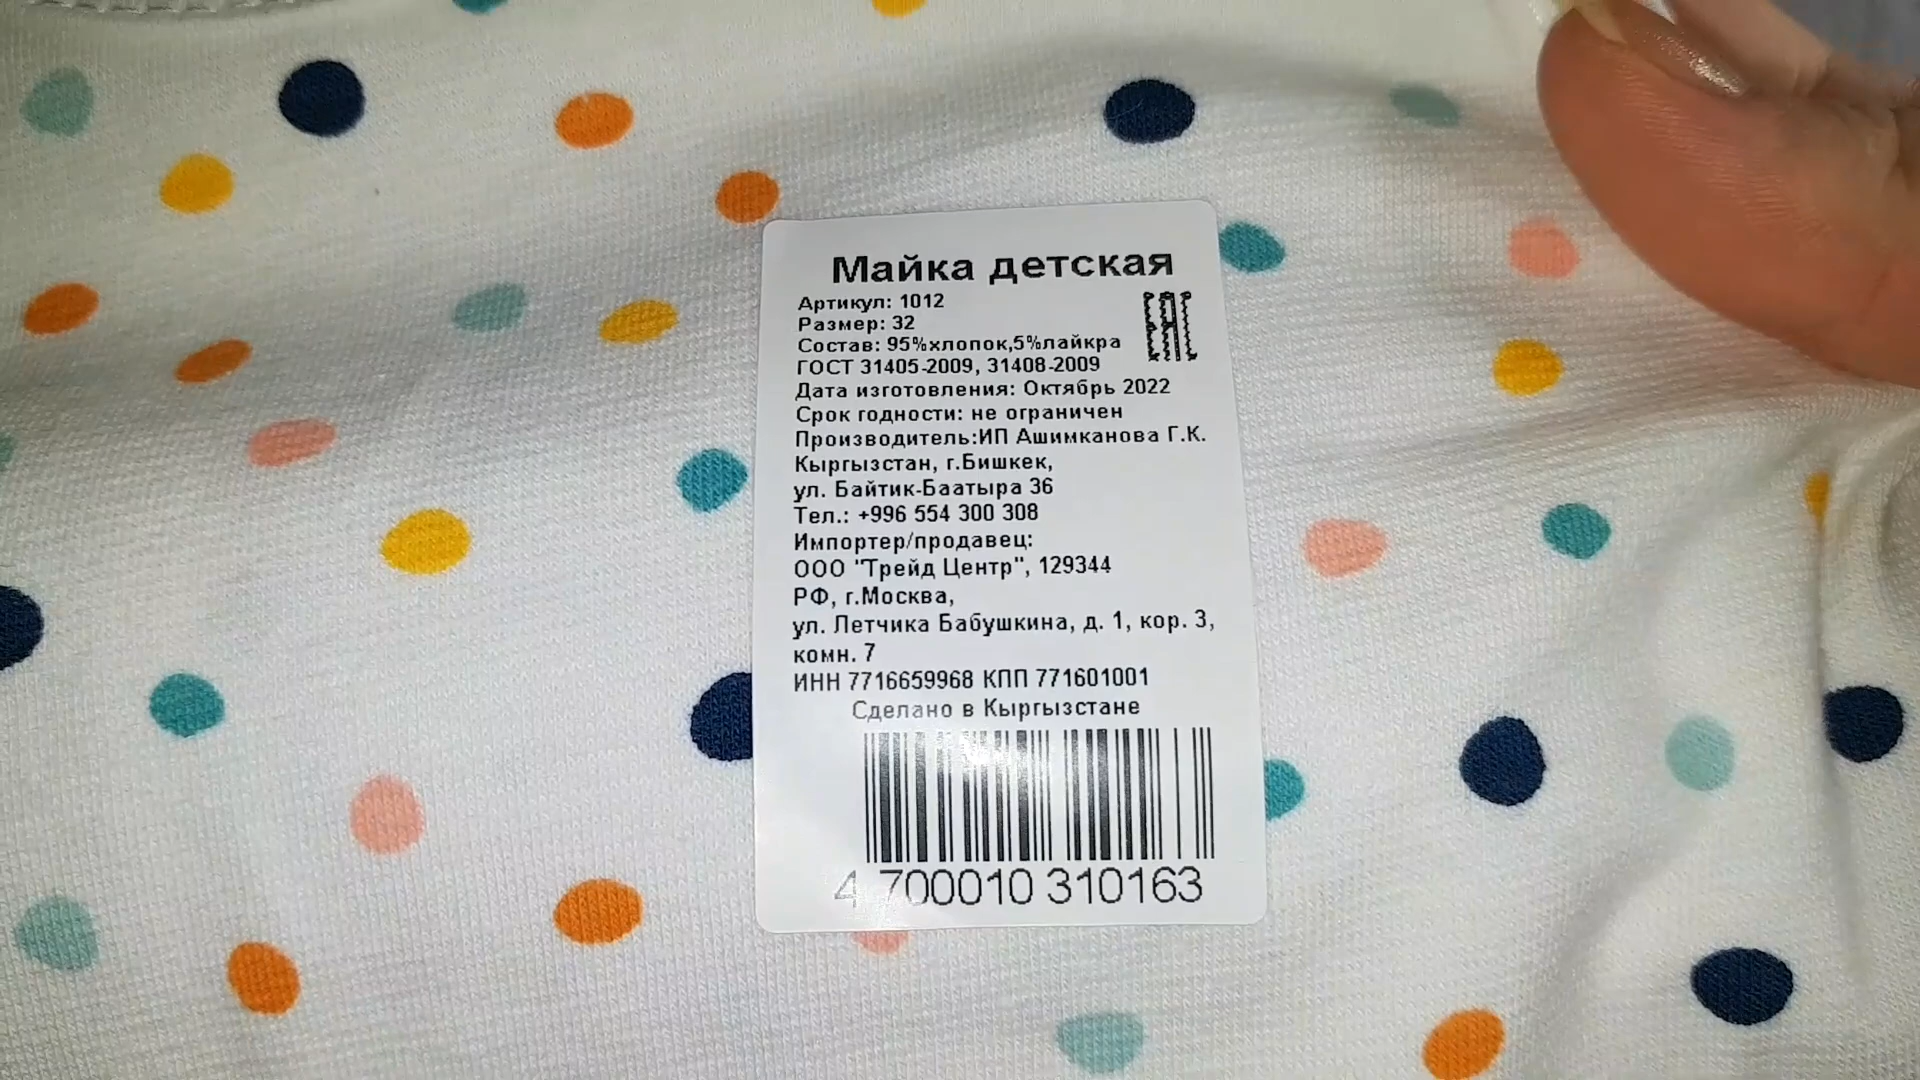 Майка детская
Артикул: 1012
Размер: 32
Состав: 95%хлопок,5%лайкра
EAC
ГОСТ 31405-2009, 31408-2009
Дата изготовления: Октябрь 2022
Срок годности: не ограничен
Производитель:ИП Ашимканова Г.К.
Кыргызстан, г.Бишкек,
ул. Байтик-Баатыра 36
Тел.: +996 554 300 308
Импортер/продавец:
ООО "Трейд Центр", 129344
РФ, г.Москва,
ул. Летчика Бабушкина, д. 1, кор. 3,
комн. 7
ИНН 7716659968 КПП 771601001
Сделано в Кыргызстане
4 700010 310163